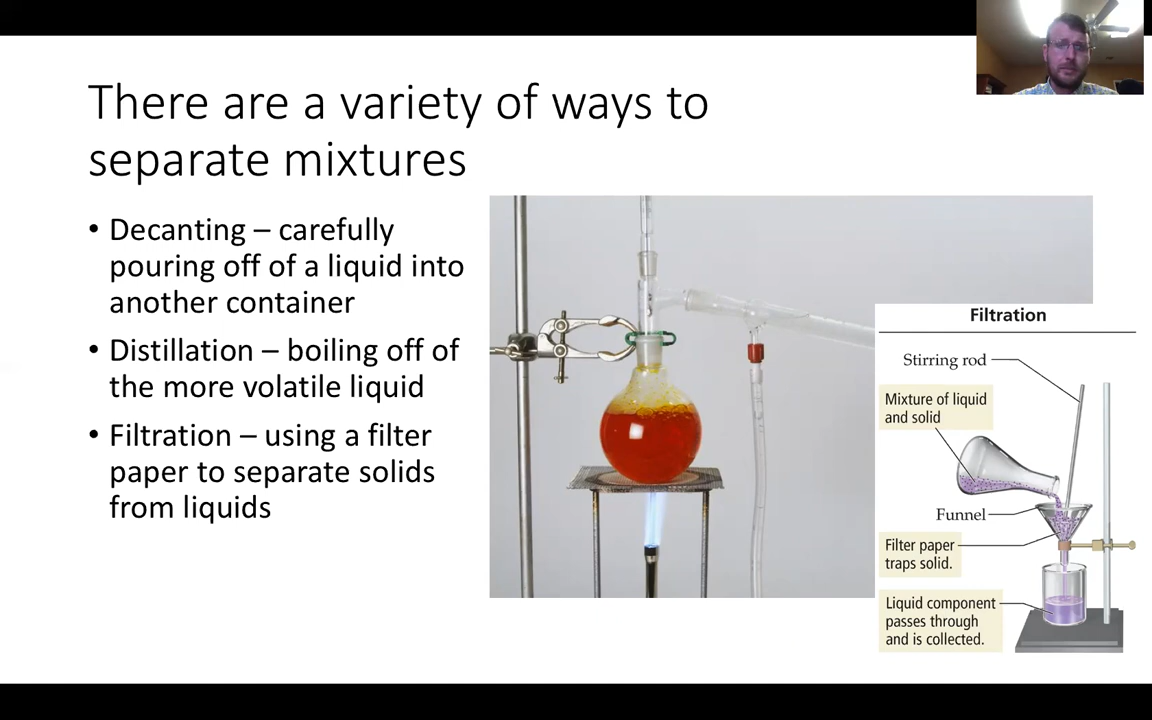 There are a variety of ways to
separate mixtures
• Decanting – carefully
pouring off of a liquid into
another container
• Distillation – boiling off of
the more volatile liquid
• Filtration – using a filter
paper to separate solids
from liquids
Filtration
Stirring rod
Mixture of liquid
and solid
Funnel
Filter paper
traps solid.
Liquid component
passes through
and is collected.